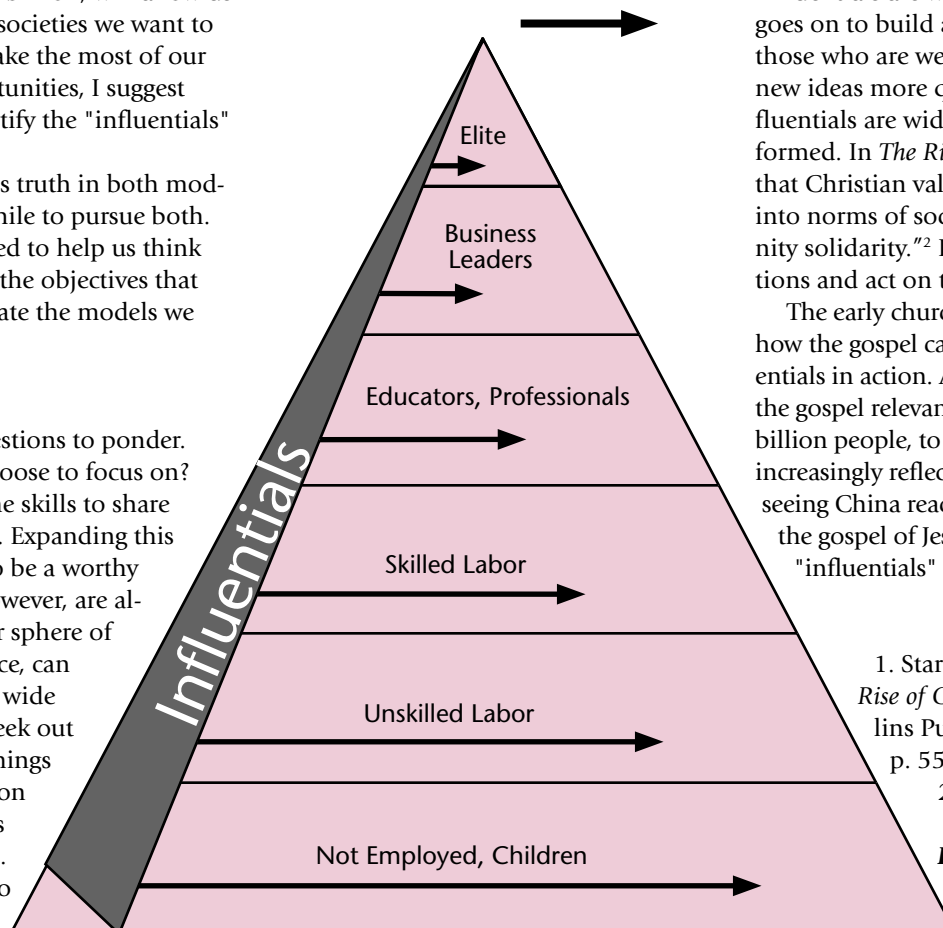 societies we want to
ake the most of our
tunities, I suggest
tify the "influentials"
s truth in both mod-
hile to pursue both.
ed to help us think
the objectives that
ate the models we
estions to ponder.
oose to focus on?
ne skills to share
. Expanding this
o be a worthy
wever, are al-
r sphere of
ce, can
wide
eek out
nings
on
s
.
o
Influentials
Elite
Business
Leaders
Educators, Professionals
Skilled Labor
Unskilled Labor
Not Employed, Children
goes on to build a
those who are we
new ideas more q
fluentials are wid
formed. In The Ri
that Christian val
into norms of soc
nity solidarity."2
tions and act on t
The early churc
how the gospel ca
entials in action. A
the gospel relevan
billion people, to
increasingly reflec
seeing China reac
the gospel of Jes
"influentials"
1. Star
Rise of C
lins Pu
p. 55
2